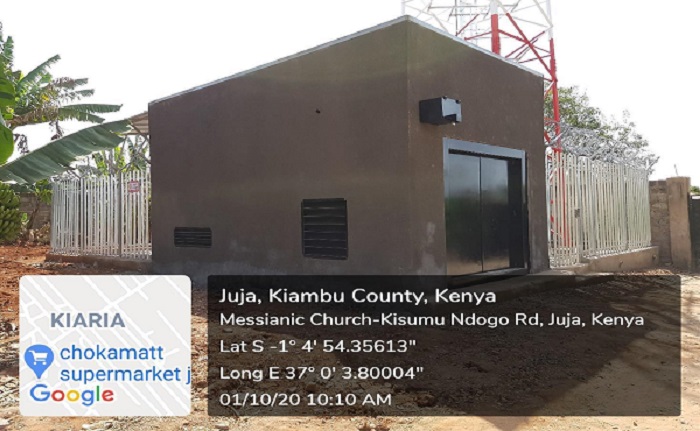 KIARIA
chokamatt
supermarket j
Google
Juja, Kiambu County, Kenya
Messianic Church-Kisumu Ndogo Rd, Juja, Kenya
Lat S -1° 4' 54.35613"
Long E 37° 0' 3.80004"
01/10/20 10:10 AM